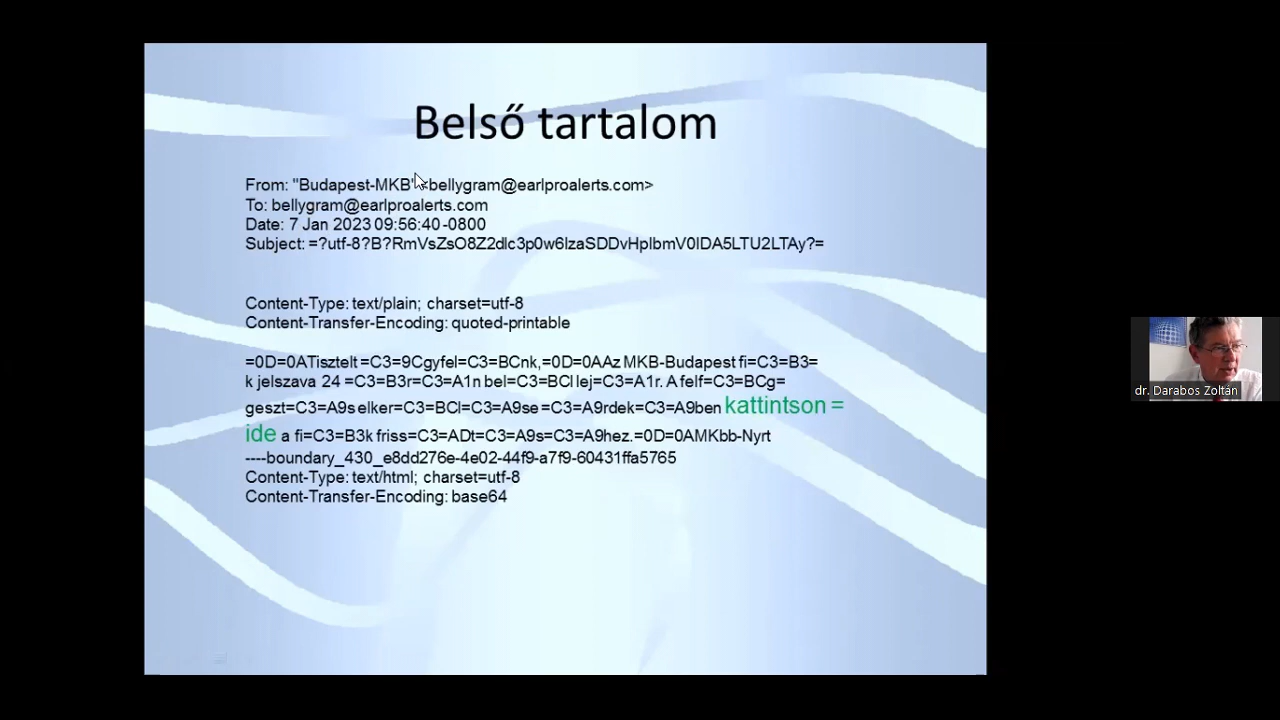 Belső tartalom
From: "Budapest-MKB" <bellygram@earlproalerts.com>
To: bellygram@earlproalerts.com
Date: 7 Jan 2023 09:56:40 -0800
Subject: =?utf-8?B?RmVsZsO8Z2dlc3p0w6lzaSDDvHplbmV0IDA5LTU2LTAy?=
Content-Type: text/plain; charset=utf-8
Content-Transfer-Encoding: quoted-printable
=0D=0ATisztelt =C3=9Cgyfel=C3=BCnk,=0D=0AAz MKB-Budapest fi=C3=B3=
k jelszava 24 =C3=B3r=C3=A1n bel=C3=BCl lej=C3=A1r. A felf=C3=BCg=
geszt=C3=A9s elker=C3=BCl=C3=A9se =C3=A9rdek=C3=A9ben kattintson =
ide a fi=C3=B3k friss=C3=ADt=C3=A9s=C3=A9hez.=0D=0AMKbb-Nyrt
----boundary_430_e8dd276e-4e02-44f9-a7f9-60431ffa5765
Content-Type: text/html; charset=utf-8
Content-Transfer-Encoding: base64
dr. Darabos Zoltán